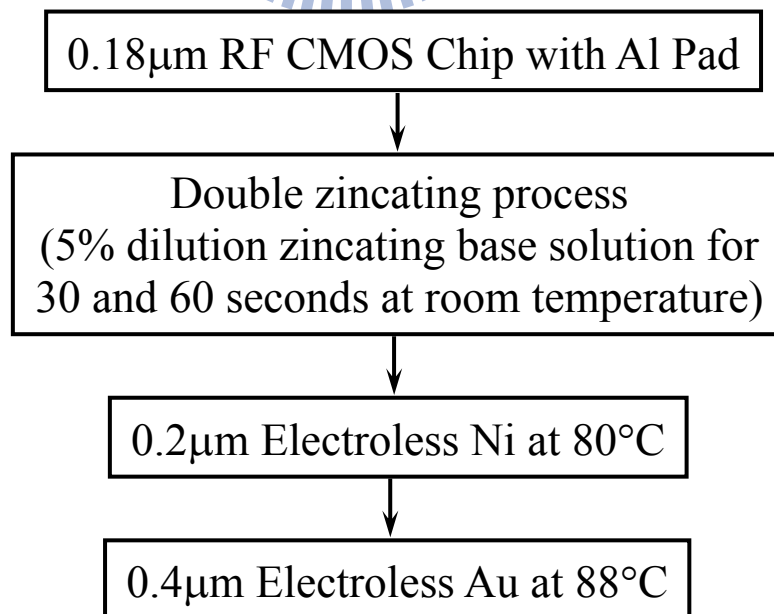 0.18μm RF CMOS Chip with Al Pad
Double zincating process
(5% dilution zincating base solution for
30 and 60 seconds at room temperature)
0.2μm Electroless Ni at 80°C
0.4μm Electroless Au at 88°C